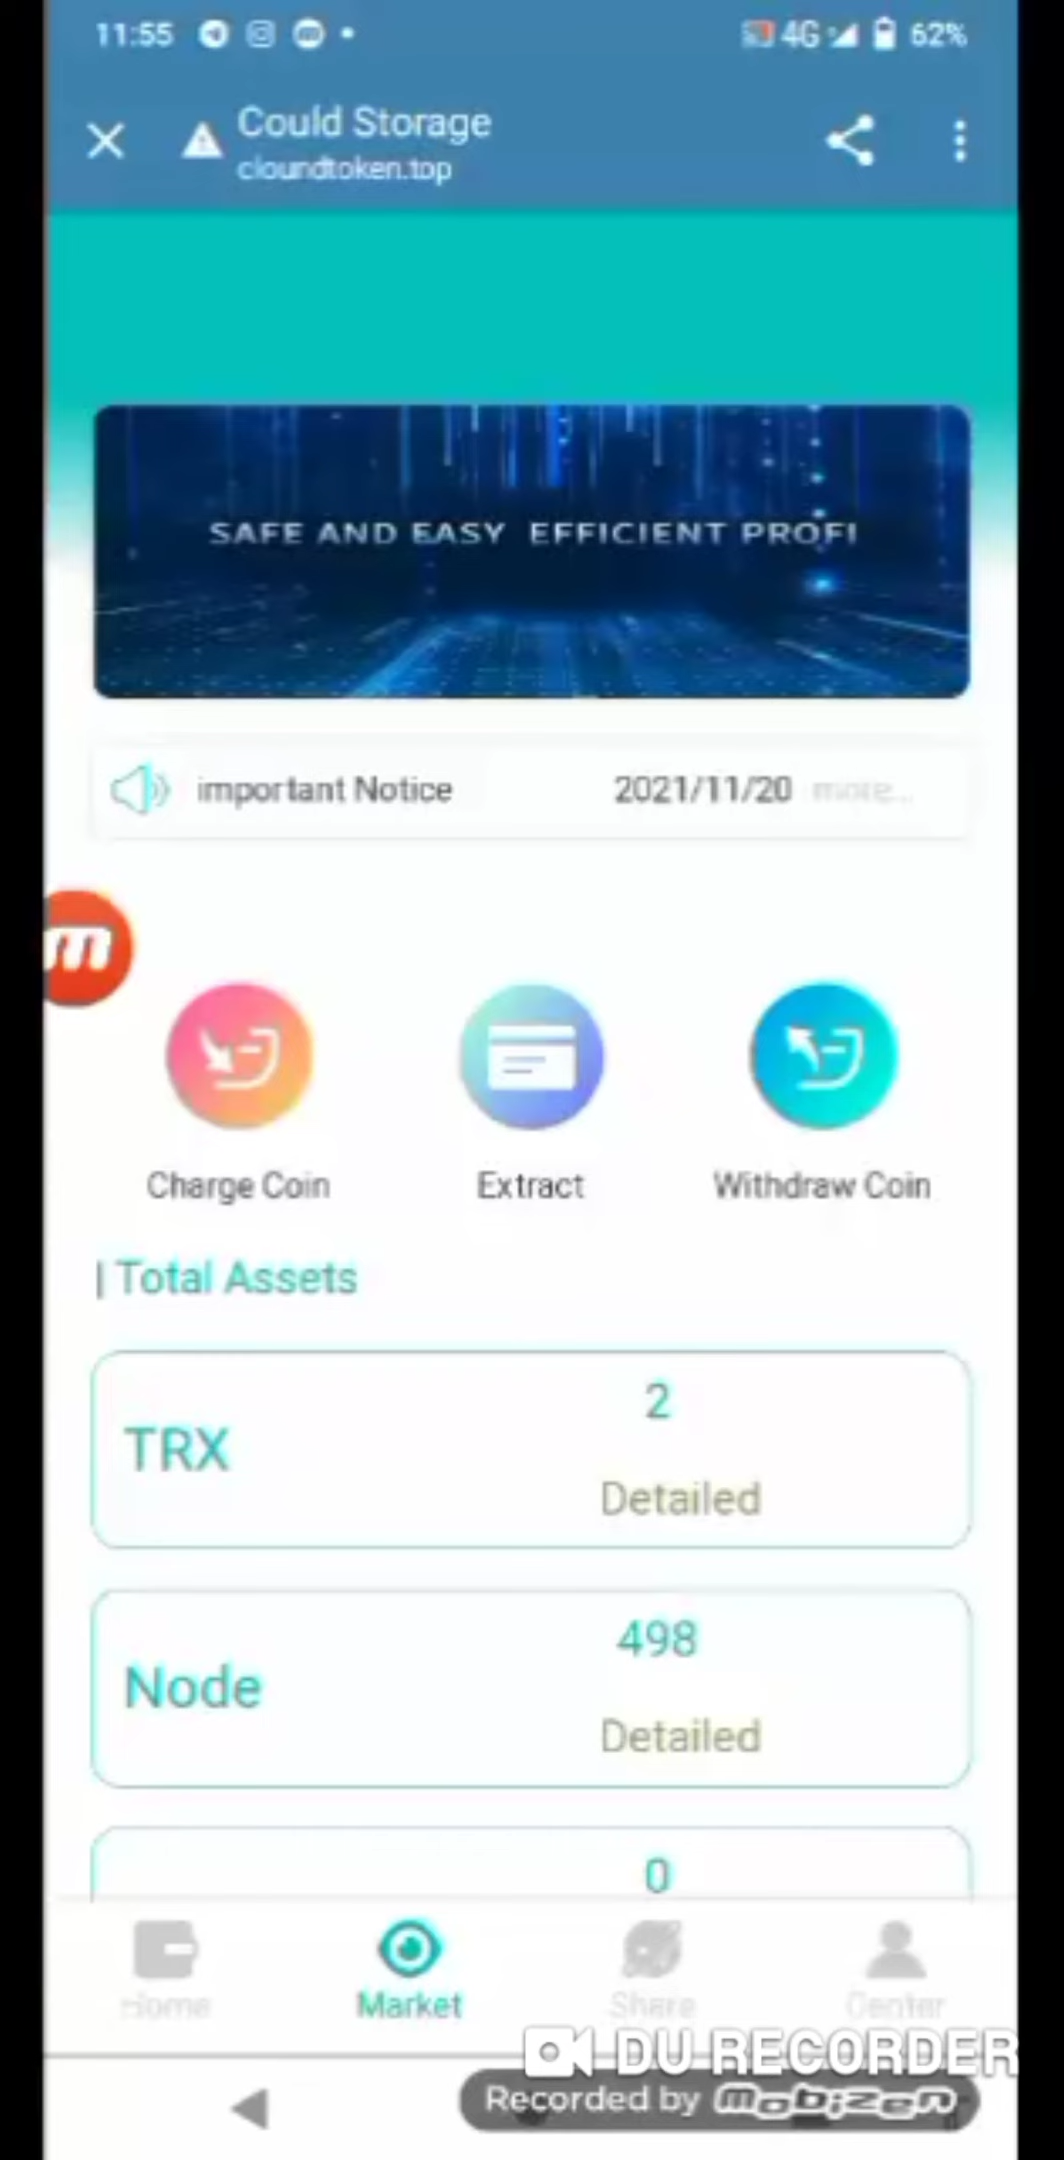 11:55 4G 62%
Could Storage
cloundtoken.top
SAFE AND EASY EFFICIENT PROFI
important Notice 2021/11/20 more...
m
Charge Coin Extract Withdraw Coin
| Total Assets
2
TRX
Detailed
498
Node
Detailed
0
Home Market Share Center
DU RECORDER
Recorded by mobizen